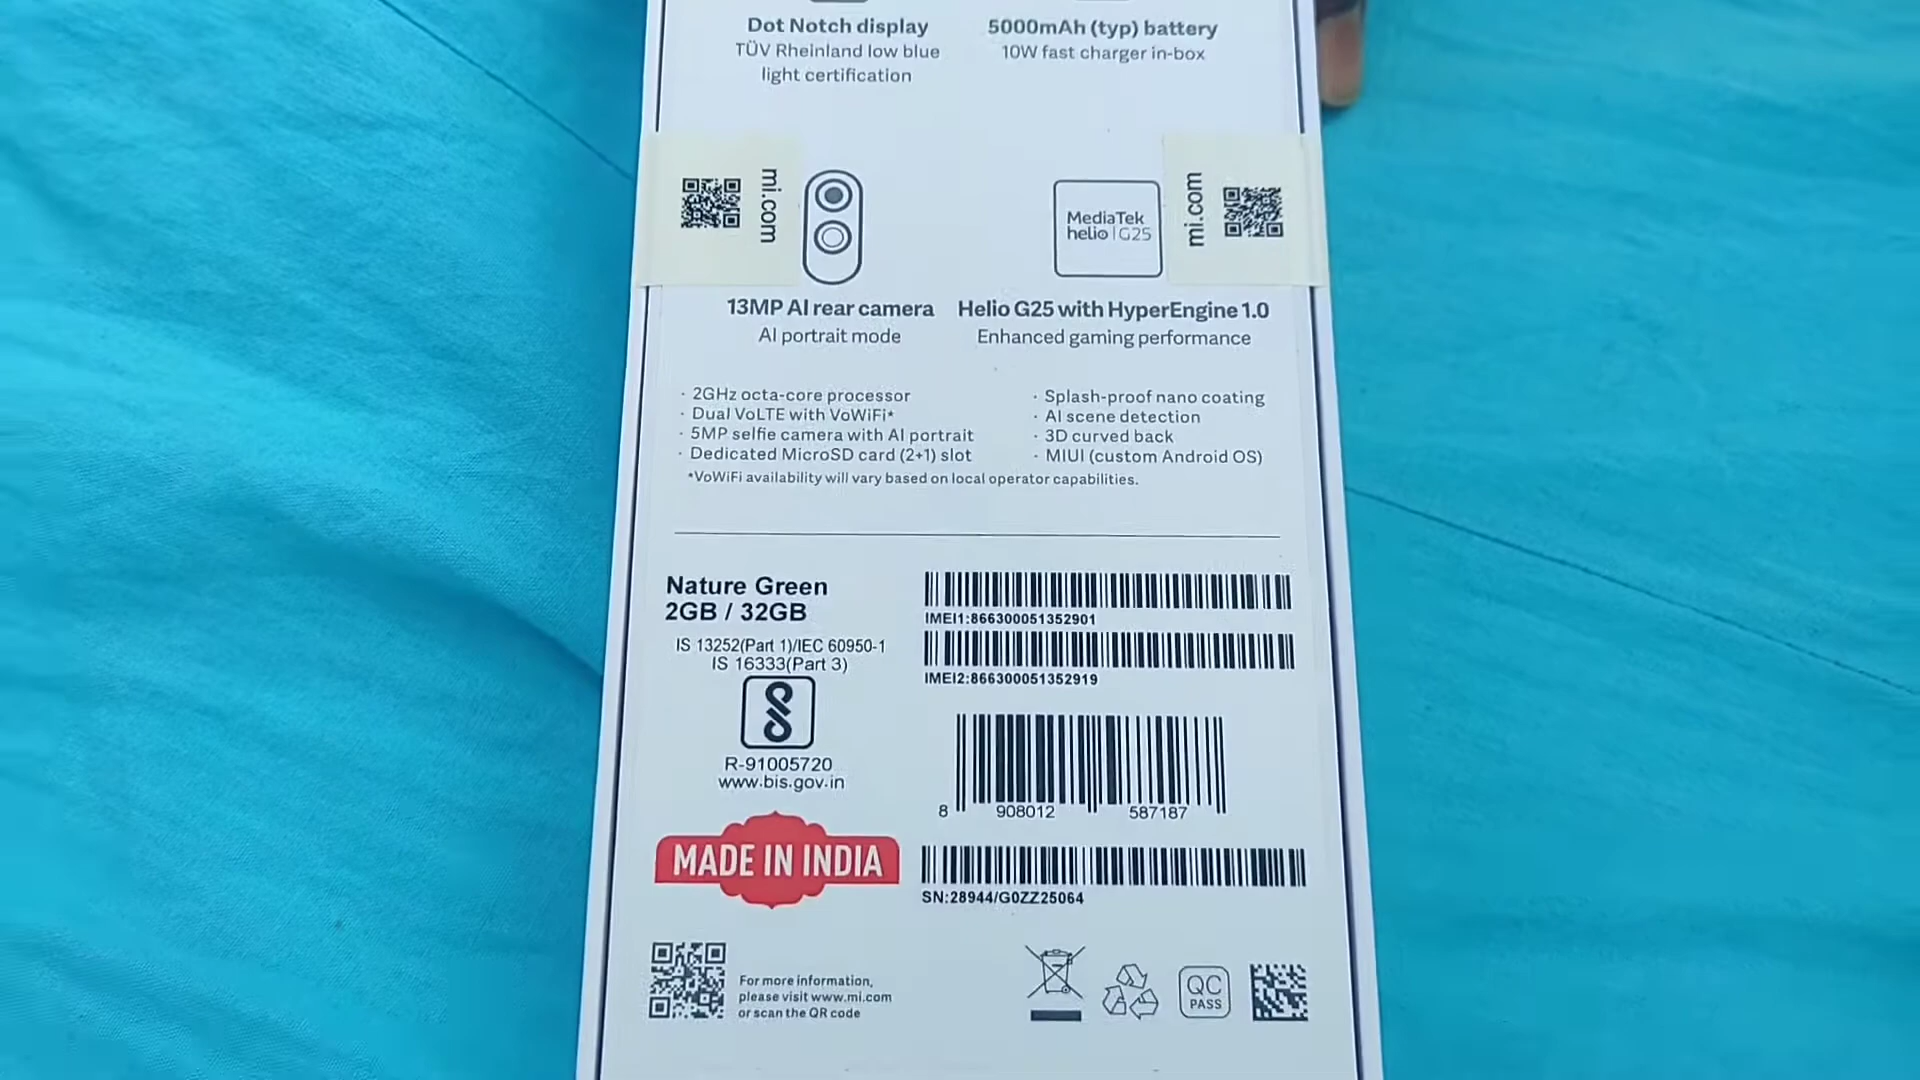 Dot Notch display
TÜV Rheinland low blue
light certification
5000mAh (typ) battery
10W fast charger in-box
mi.com
MediaTek
helio | G25
mi.com
13MP AI rear camera
AI portrait mode
Helio G25 with HyperEngine 1.0
Enhanced gaming performance
· 2GHz octa-core processor
· Dual VoLTE with VoWiFi*
· 5MP selfie camera with AI portrait
· Dedicated MicroSD card (2+1) slot
· Splash-proof nano coating
· AI scene detection
· 3D curved back
· MIUI (custom Android OS)
*VoWiFi availability will vary based on local operator capabilities.
Nature Green
2GB / 32GB
IS 13252(Part 1)/IEC 60950-1
IS 16333(Part 3)
R-91005720
www.bis.gov.in
MADE IN INDIA
IMEI1:866300051352901
IMEI2:866300051352919
8 908012 587187
SN:28944/G0ZZ25064
For more information,
please visit www.mi.com
or scan the QR code
QC
PASS